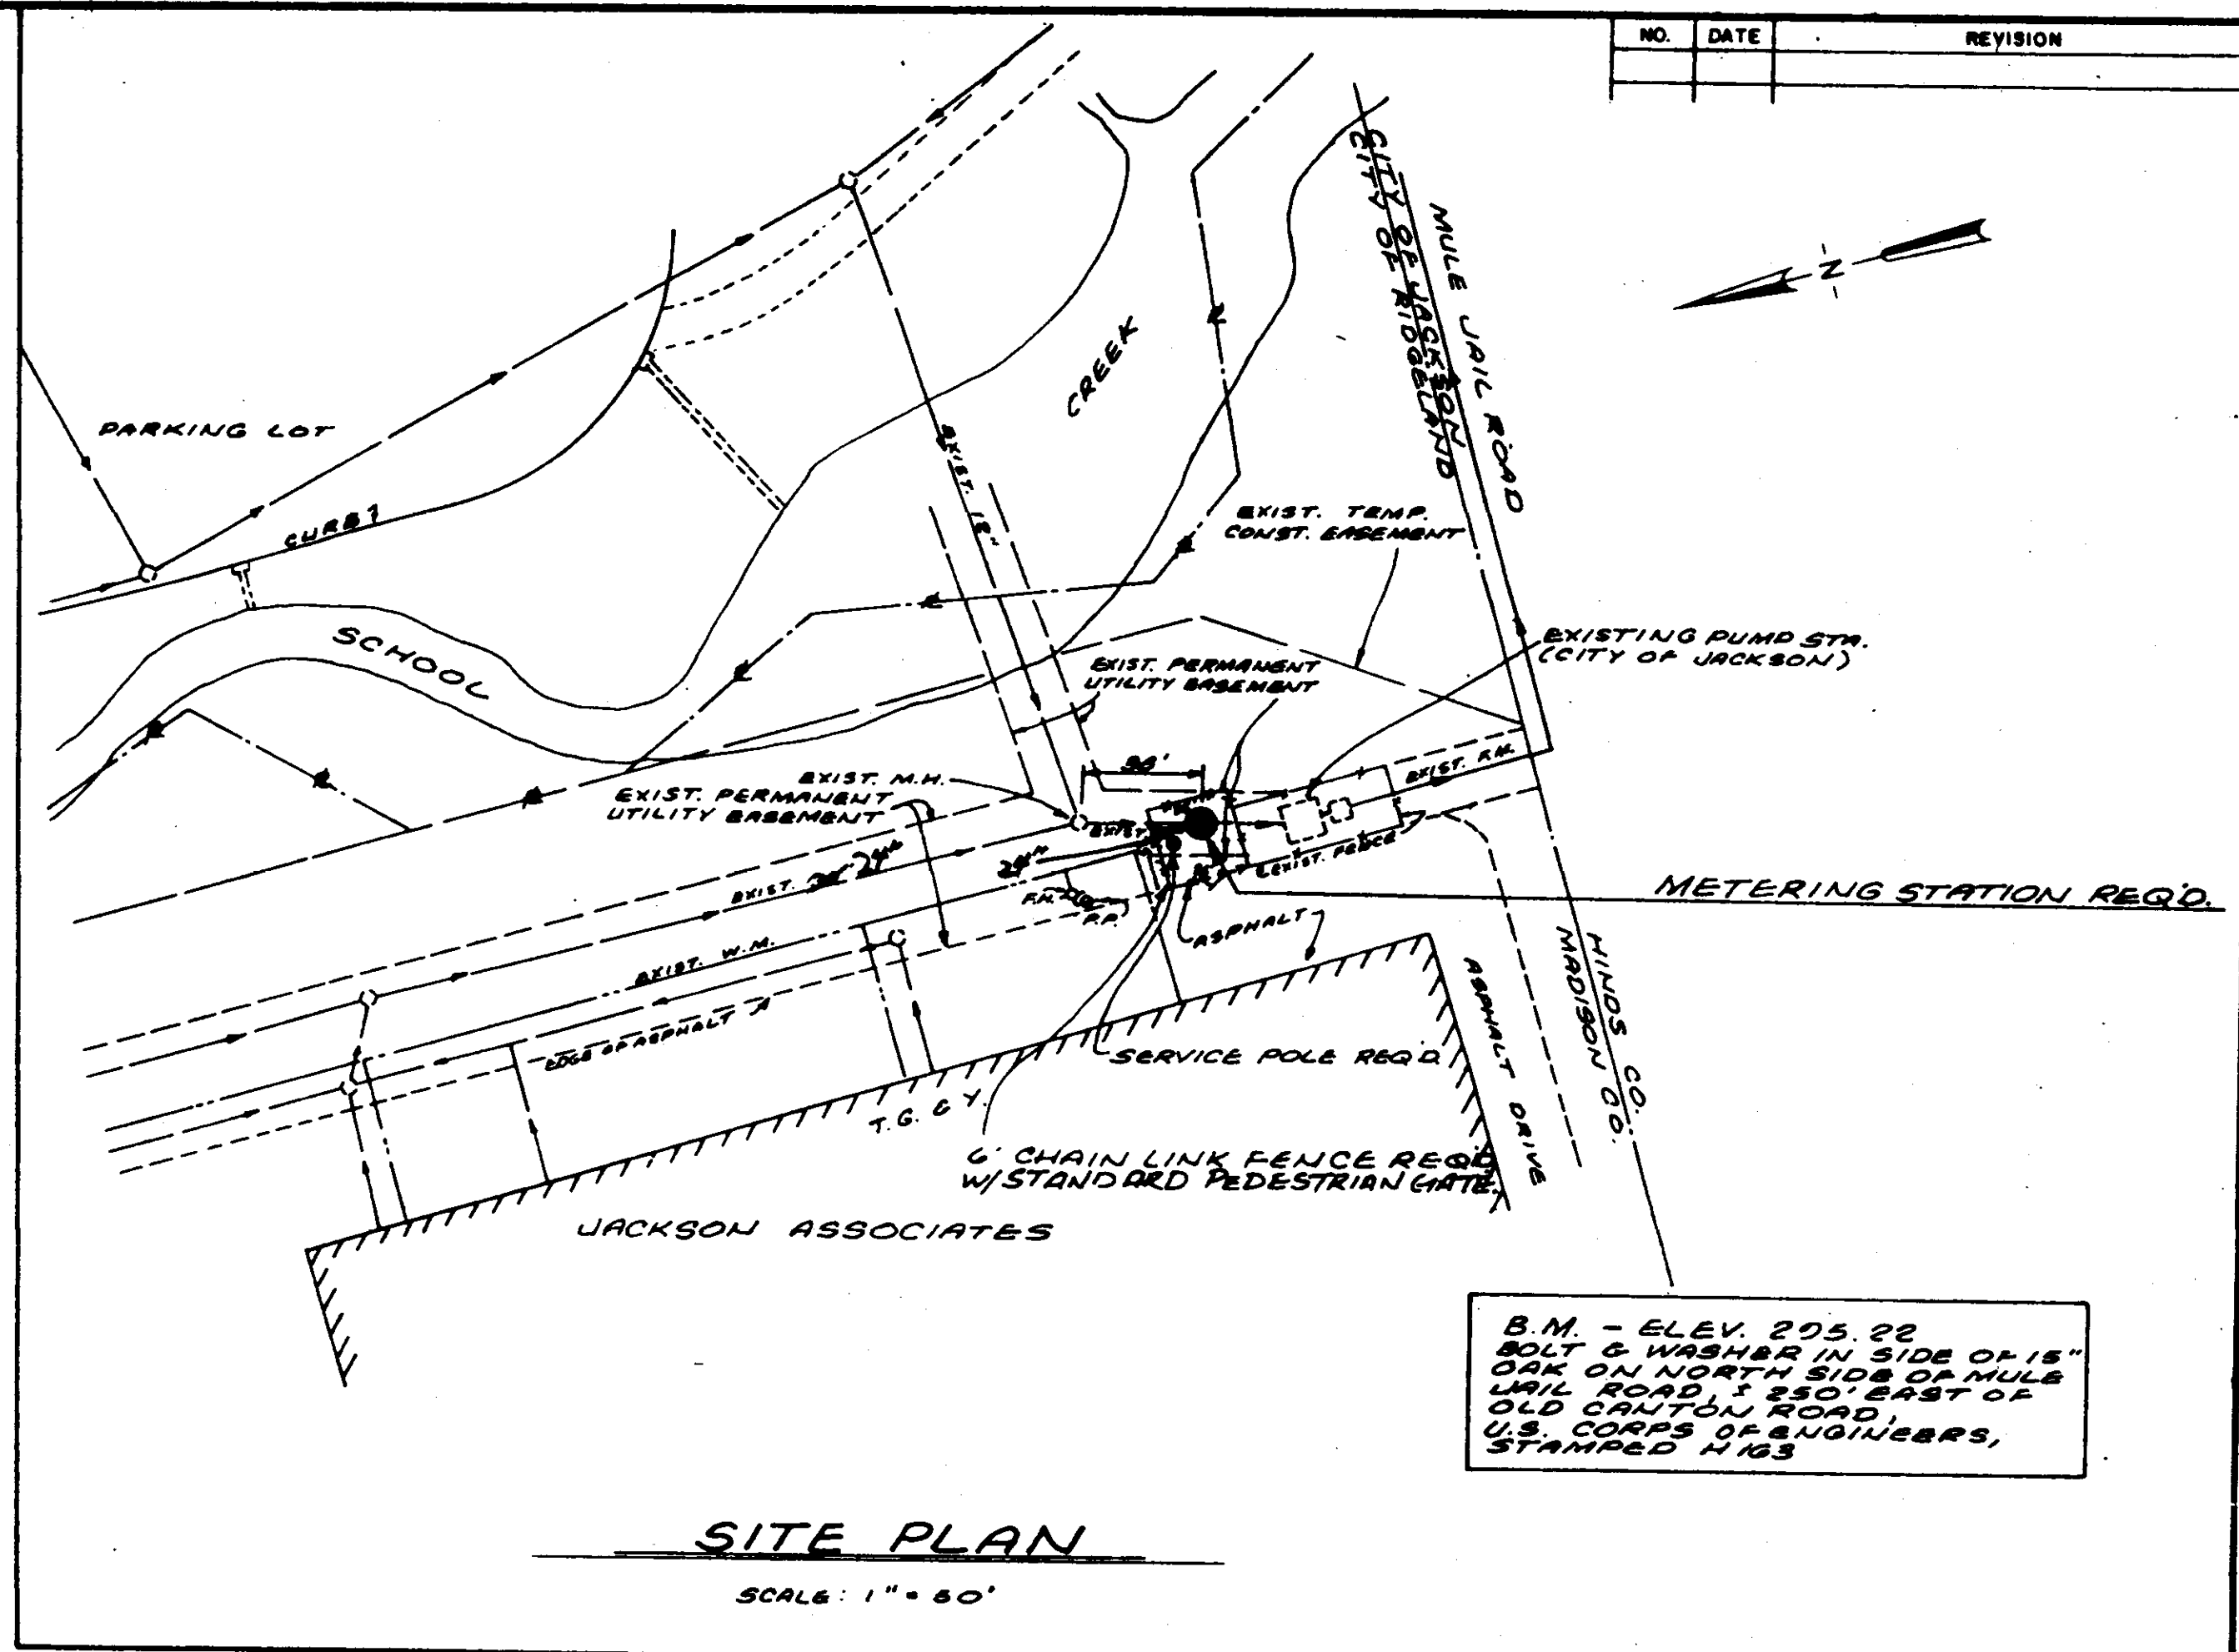 NO. DATE REVISION
CITY OF JACKSON
CITY OF RIDGELAND
MULE JAIL ROAD
N
CREEK
PARKING LOT
CURB
EXIST. 12"
EXIST. TEMP.
CONST. EASEMENT
SCHOOL
EXISTING PUMP STA.
(CITY OF JACKSON)
EXIST. PERMANENT
UTILITY EASEMENT
EXIST. M.H.
EXIST. PERMANENT
UTILITY EASEMENT
EXIST. F.M.
EXIST.
EXIST. 24"
24"
EXIST. FENCE
F.H.
P.P.
METERING STATION REQ'D.
ASPHALT
EXIST. W.M.
EDGE OF ASPHALT
HINDS CO.
MADISON CO.
ASPHALT DRIVE
SERVICE POLE REQ'D
T. G. & Y.
6' CHAIN LINK FENCE REQ'D
W/STANDARD PEDESTRIAN GATE.
JACKSON ASSOCIATES
B.M. - ELEV. 295.22
BOLT & WASHER IN SIDE OF 15"
OAK ON NORTH SIDE OF MULE
JAIL ROAD, ± 250' EAST OF
OLD CANTON ROAD,
U.S. CORPS OF ENGINEERS,
STAMPED H 163
SITE PLAN
SCALE: 1" = 50'